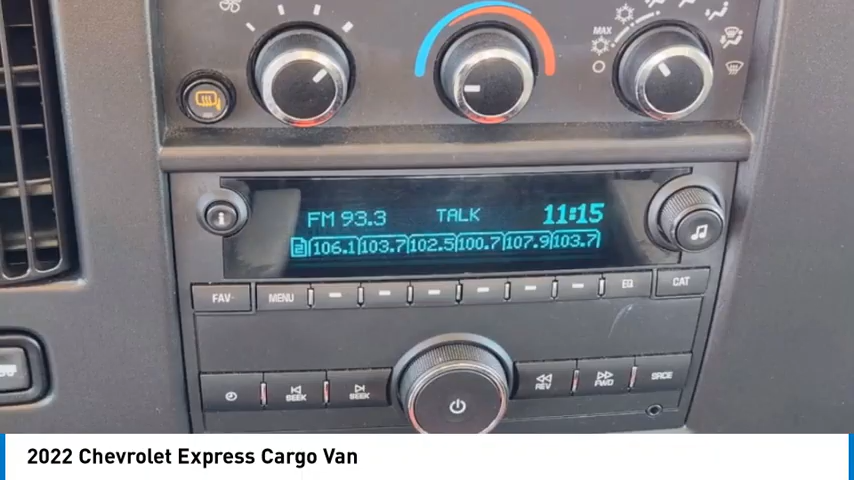 MAX
FM 93.3 TALK 11:15
106.1 103.7 102.5 100.7 107.9 103.7
FAV MENU EQ CAT
SEEK SEEK REV FWD SRCE
2022 Chevrolet Express Cargo Van